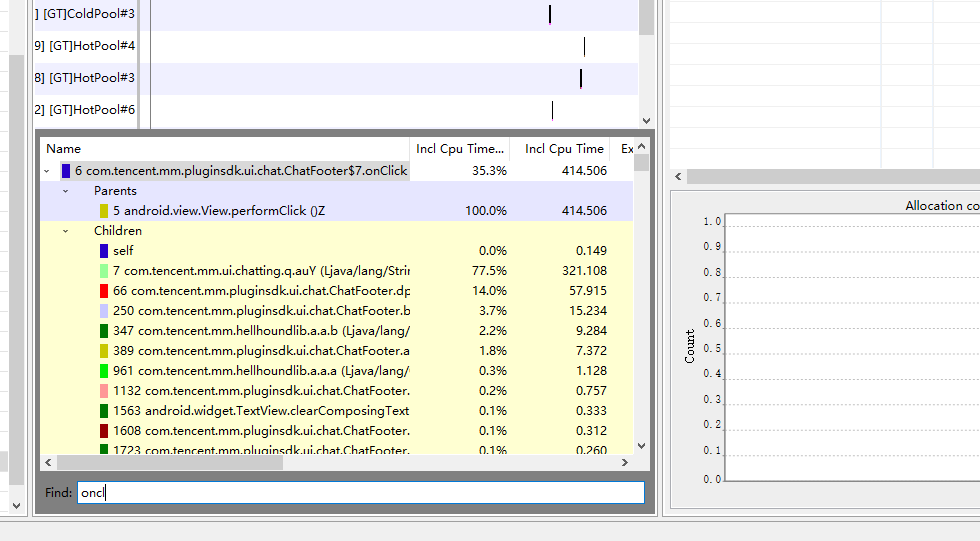 ] [GT]ColdPool#3
9] [GT]HotPool#4
8] [GT]HotPool#3
2] [GT]HotPool#6
Name Incl Cpu Time... Incl Cpu Time Ex
6 com.tencent.mm.pluginsdk.ui.chat.ChatFooter$7.onClick 35.3% 414.506
Parents
5 android.view.View.performClick ()Z 100.0% 414.506
Children
self 0.0% 0.149
7 com.tencent.mm.ui.chatting.q.auY (Ljava/lang/Strin 77.5% 321.108
66 com.tencent.mm.pluginsdk.ui.chat.ChatFooter.dp 14.0% 57.915
250 com.tencent.mm.pluginsdk.ui.chat.ChatFooter.b 3.7% 15.234
347 com.tencent.mm.hellhoundlib.a.a.b (Ljava/lang/ 2.2% 9.284
389 com.tencent.mm.pluginsdk.ui.chat.ChatFooter.a 1.8% 7.372
961 com.tencent.mm.hellhoundlib.a.a.a (Ljava/lang/ 0.3% 1.128
1132 com.tencent.mm.pluginsdk.ui.chat.ChatFooter. 0.2% 0.757
1563 android.widget.TextView.clearComposingText 0.1% 0.333
1608 com.tencent.mm.pluginsdk.ui.chat.ChatFooter. 0.1% 0.312
1723 com.tencent.mm.pluginsdk.ui.chat.ChatFooter. 0.1% 0.260
Find: oncl
Allocation co
Count
1.0
0.9
0.8
0.7
0.6
0.5
0.4
0.3
0.2
0.1
0.0